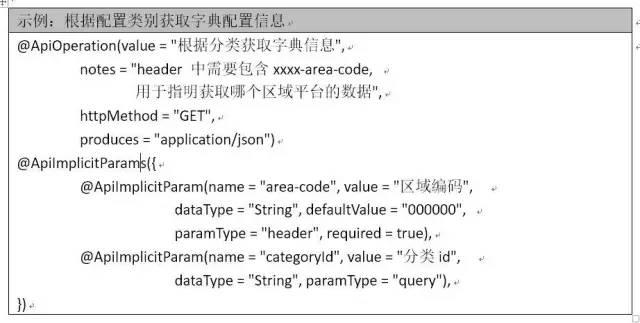 示例：根据配置类别获取字典配置信息
@ApiOperation(value = "根据分类获取字典信息",
notes = "header 中需要包含 xxxx-area-code,
用于指明获取哪个区域平台的数据",
httpMethod = "GET",
produces = "application/json")
@ApiImplicitParams({
@ApiImplicitParam(name = "area-code", value = "区域编码",
dataType = "String", defaultValue = "000000",
paramType = "header", required = true),
@ApiImplicitParam(name = "categoryId", value = "分类 id",
dataType = "String", paramType = "query"),
})